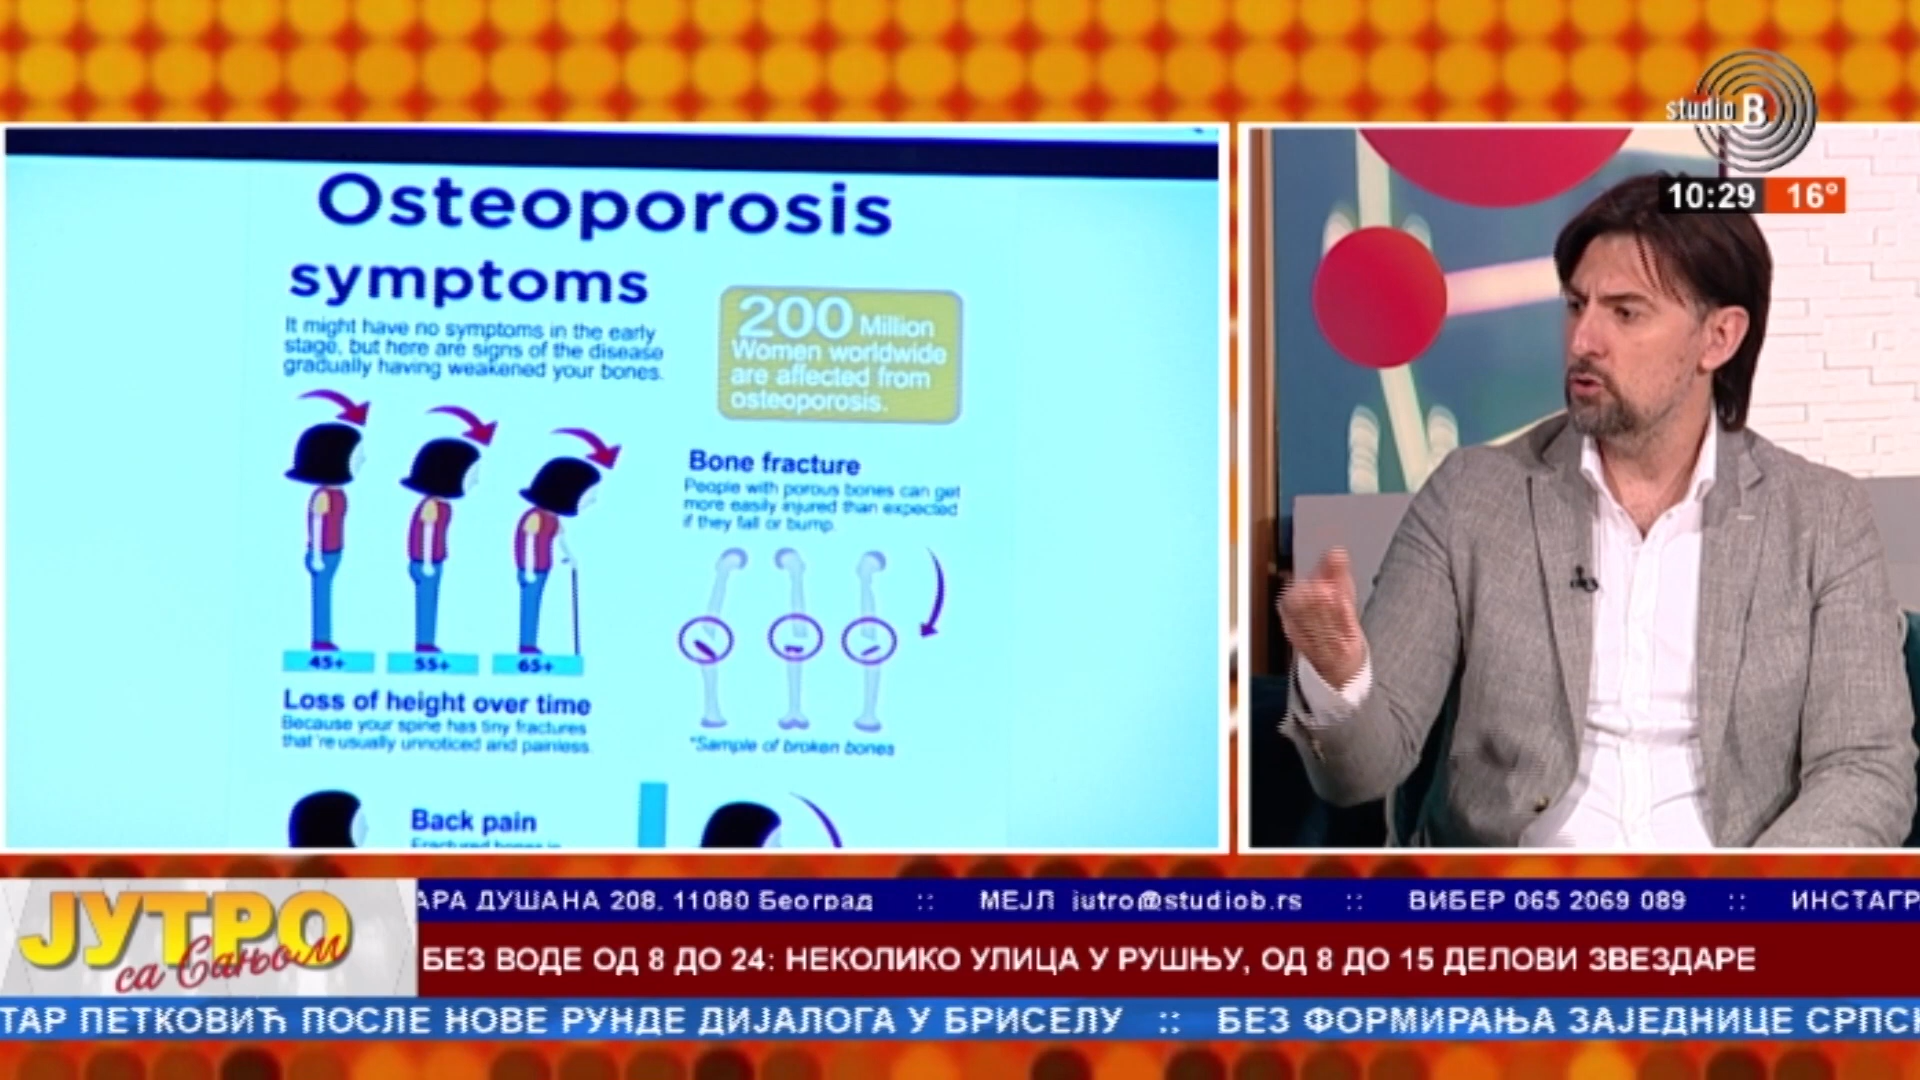 studio B
10:29 16°
Osteoporosis
symptoms
It might have no symptoms in the early
stage, but here are signs of the disease
gradually having weakened your bones.
200 Million
Women worldwide
are affected from
osteoporosis.
45+ 55+ 65+
Loss of height over time
Because your spine has tiny fractures
that're usually unnoticed and painless.
Bone fracture
People with porous bones can get
more easily injured than expected
if they fall or bump.
*Sample of broken bones
Back pain
ЈУТРО
са Сањом
АРА ДУШАНА 208, 11080 Београд :: МЕЈЛ jutro@studiob.rs :: ВИБЕР 065 2069 089 :: ИНСТАГР
БЕЗ ВОДЕ ОД 8 ДО 24: НЕКОЛИКО УЛИЦА У РУШЊУ, ОД 8 ДО 15 ДЕЛОВИ ЗВЕЗДАРЕ
ТАР ПЕТКОВИЋ ПОСЛЕ НОВЕ РУНДЕ ДИЈАЛОГА У БРИСЕЛУ :: БЕЗ ФОРМИРАЊА ЗАЈЕДНИЦЕ СРПСК